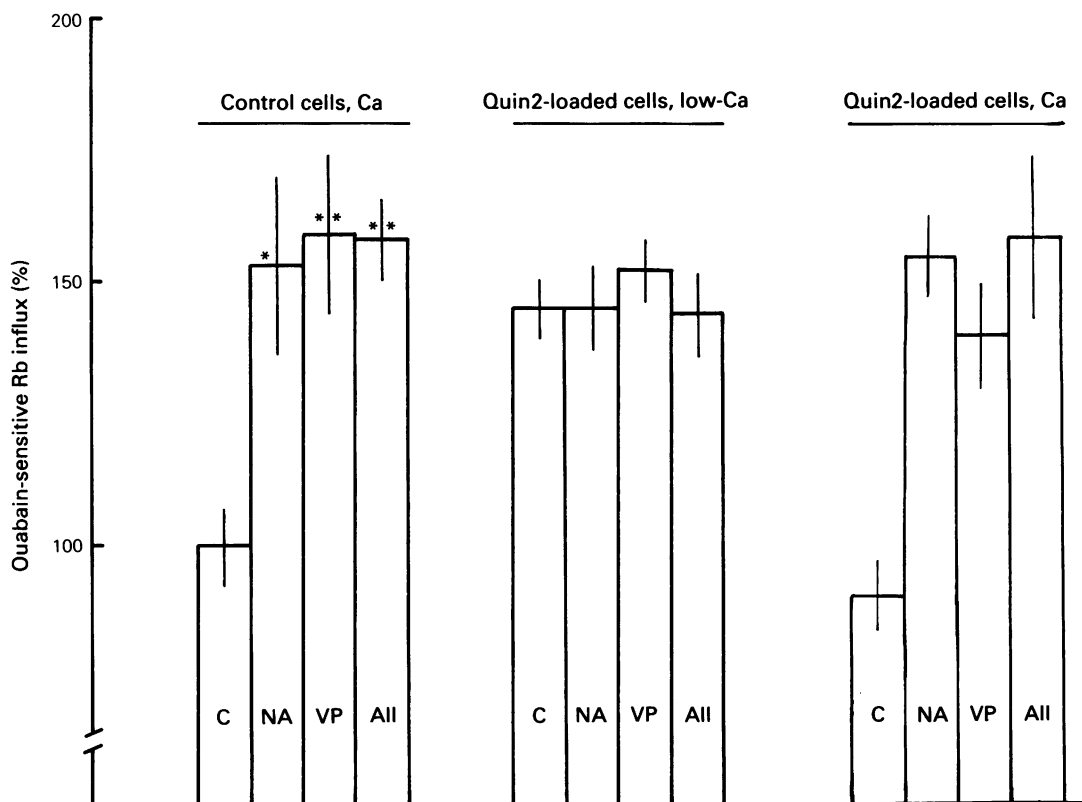 200
150
100
Ouabain-sensitive Rb influx (%)
Control cells, Ca
Quin2-loaded cells, low-Ca
Quin2-loaded cells, Ca
*
**
**
C NA VP AII
C NA VP AII
C NA VP AII